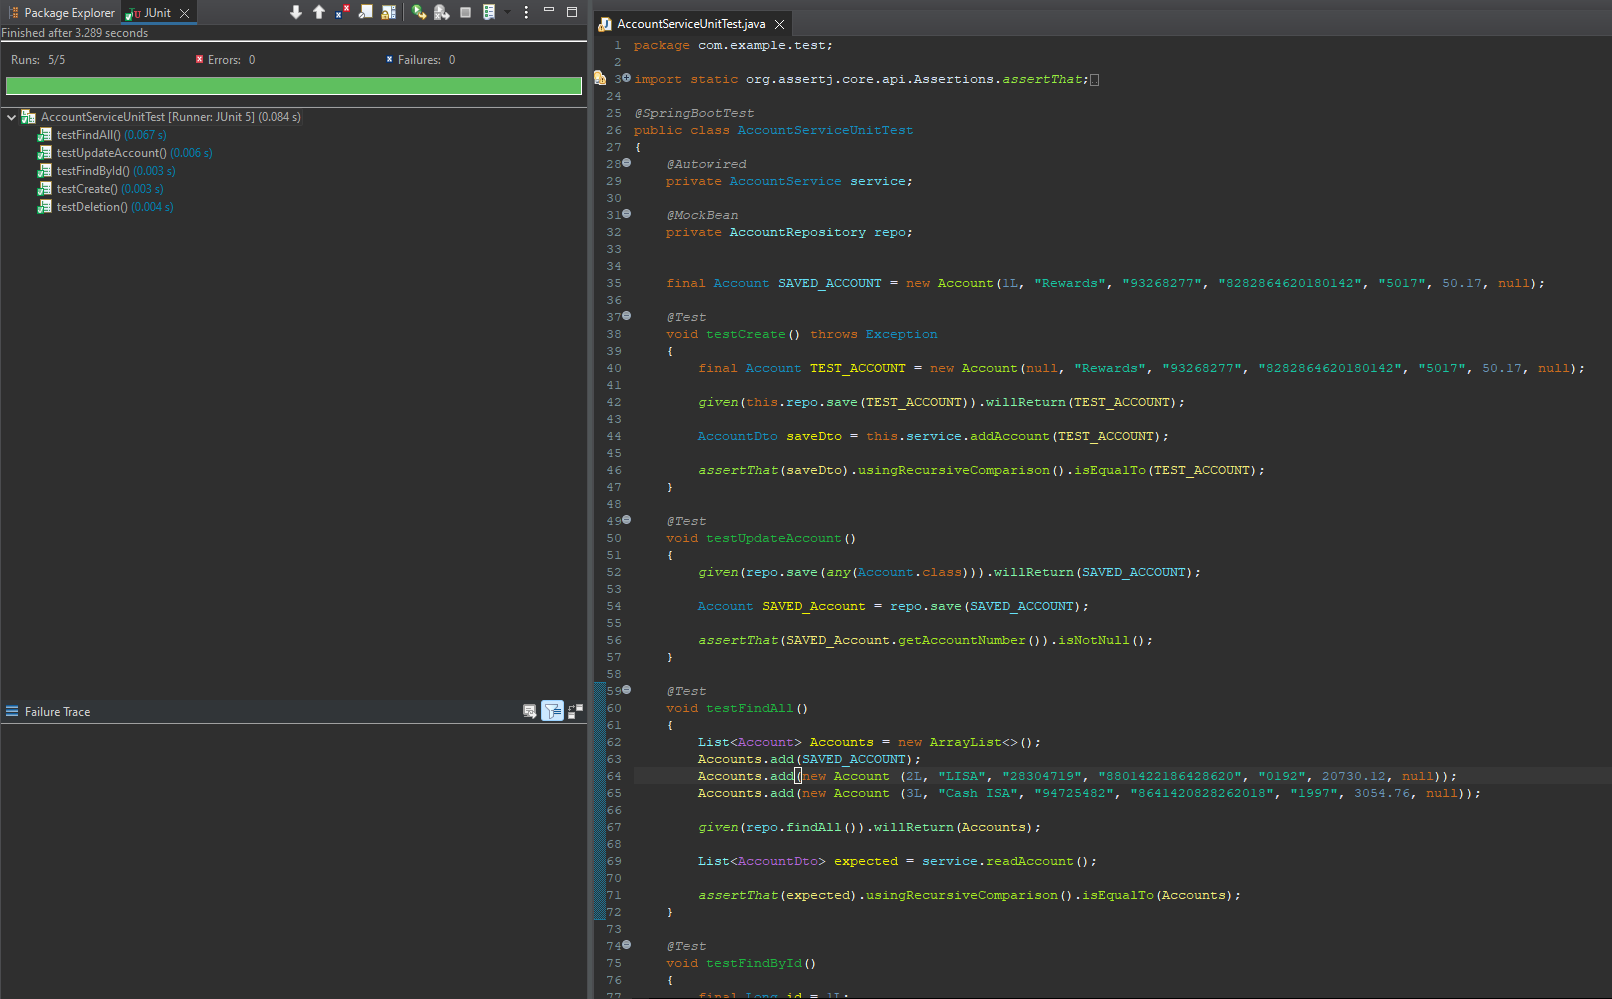 Package Explorer
JUnit
Finished after 3.289 seconds
Runs: 5/5
Errors: 0
Failures: 0
AccountServiceUnitTest [Runner: JUnit 5] (0.084 s)
testFindAll() (0.067 s)
testUpdateAccount() (0.006 s)
testFindById() (0.003 s)
testCreate() (0.003 s)
testDeletion() (0.004 s)
Failure Trace
AccountServiceUnitTest.java
1 package com.example.test;
2
3 import static org.assertj.core.api.Assertions.assertThat;
24
25 @SpringBootTest
26 public class AccountServiceUnitTest
27 {
28 @Autowired
29 private AccountService service;
30
31 @MockBean
32 private AccountRepository repo;
33
34
35 final Account SAVED_ACCOUNT = new Account(1L, "Rewards", "93268277", "8282864620180142", "5017", 50.17, null);
36
37 @Test
38 void testCreate() throws Exception
39 {
40 final Account TEST_ACCOUNT = new Account(null, "Rewards", "93268277", "8282864620180142", "5017", 50.17, null);
41
42 given(this.repo.save(TEST_ACCOUNT)).willReturn(TEST_ACCOUNT);
43
44 AccountDto saveDto = this.service.addAccount(TEST_ACCOUNT);
45
46 assertThat(saveDto).usingRecursiveComparison().isEqualTo(TEST_ACCOUNT);
47 }
48
49 @Test
50 void testUpdateAccount()
51 {
52 given(repo.save(any(Account.class))).willReturn(SAVED_ACCOUNT);
53
54 Account SAVED_Account = repo.save(SAVED_ACCOUNT);
55
56 assertThat(SAVED_Account.getAccountNumber()).isNotNull();
57 }
58
59 @Test
60 void testFindAll()
61 {
62 List<Account> Accounts = new ArrayList<>();
63 Accounts.add(SAVED_ACCOUNT);
64 Accounts.add(new Account (2L, "LISA", "28304719", "8801422186428620", "0192", 20730.12, null));
65 Accounts.add(new Account (3L, "Cash ISA", "94725482", "8641420828262018", "1997", 3054.76, null));
66
67 given(repo.findAll()).willReturn(Accounts);
68
69 List<AccountDto> expected = service.readAccount();
70
71 assertThat(expected).usingRecursiveComparison().isEqualTo(Accounts);
72 }
73
74 @Test
75 void testFindById()
76 {
77 final Long id = 1L;